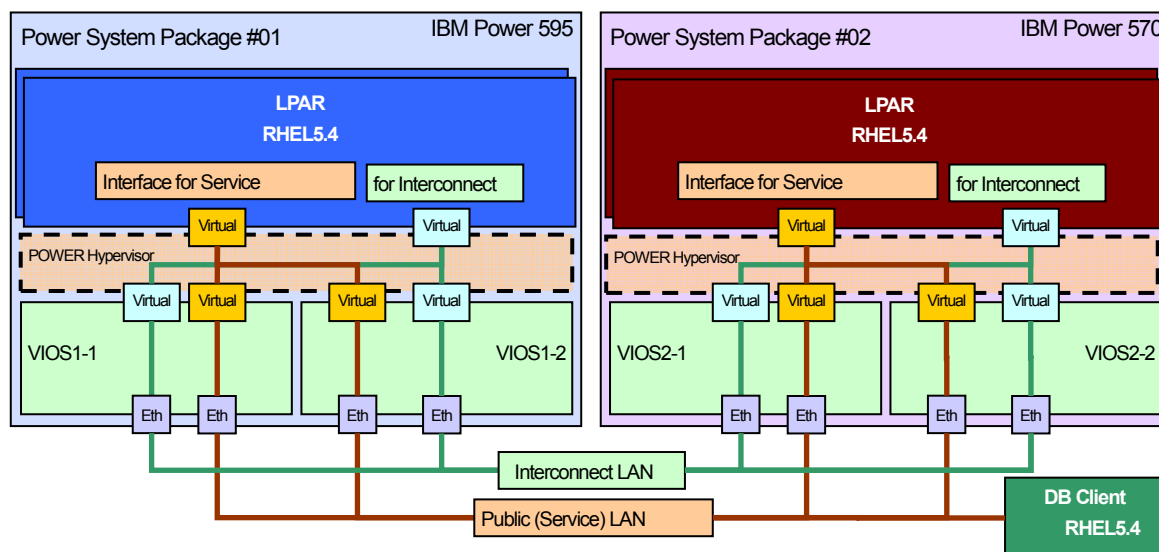 Power System Package #01
IBM Power 595
LPAR
RHEL5.4
Interface for Service
for Interconnect
Virtual
Virtual
POWER Hypervisor
Virtual
Virtual
Virtual
Virtual
VIOS1-1
VIOS1-2
Eth
Eth
Eth
Eth
Power System Package #02
IBM Power 570
LPAR
RHEL5.4
Interface for Service
for Interconnect
Virtual
Virtual
POWER Hypervisor
Virtual
Virtual
Virtual
Virtual
VIOS2-1
VIOS2-2
Eth
Eth
Eth
Eth
Interconnect LAN
Public (Service) LAN
DB Client
RHEL5.4